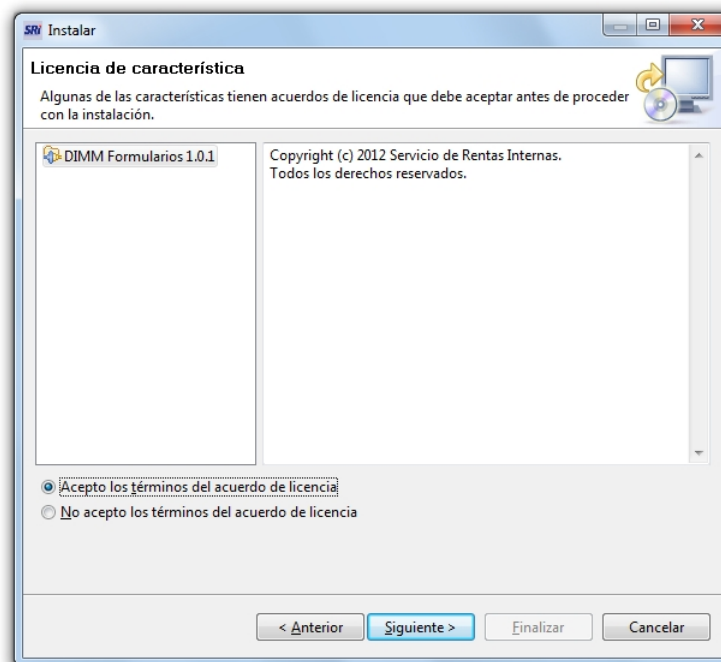 SRI Instalar
Licencia de característica
Algunas de las características tienen acuerdos de licencia que debe aceptar antes de proceder
con la instalación.
DIMM Formularios 1.0.1
Copyright (c) 2012 Servicio de Rentas Internas.
Todos los derechos reservados.
Acepto los términos del acuerdo de licencia
No acepto los términos del acuerdo de licencia
< Anterior Siguiente > Finalizar Cancelar